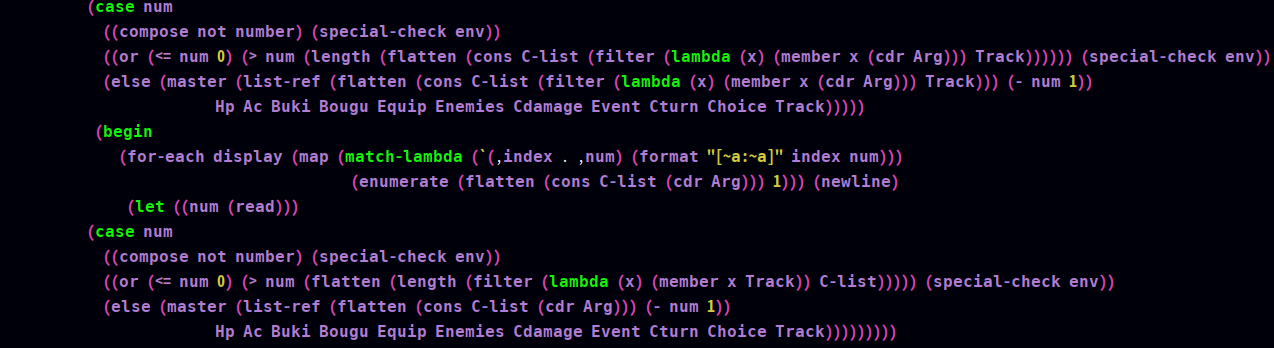 (case num
((compose not number) (special-check env))
((or (<= num 0) (> num (length (flatten (cons C-list (filter (lambda (x) (member x (cdr Arg))) Track)))))) (special-check env))
(else (master (list-ref (flatten (cons C-list (filter (lambda (x) (member x (cdr Arg))) Track))) (- num 1))
Hp Ac Buki Bougu Equip Enemies Cdamage Event Cturn Choice Track)))))
(begin
(for-each display (map (match-lambda (`(,index . ,num) (format "[~a:~a]" index num)))
(enumerate (flatten (cons C-list (cdr Arg))) 1))) (newline)
(let ((num (read)))
(case num
((compose not number) (special-check env))
((or (<= num 0) (> num (flatten (length (filter (lambda (x) (member x Track)) C-list))))) (special-check env))
(else (master (list-ref (flatten (cons C-list (cdr Arg))) (- num 1))
Hp Ac Buki Bougu Equip Enemies Cdamage Event Cturn Choice Track)))))))))